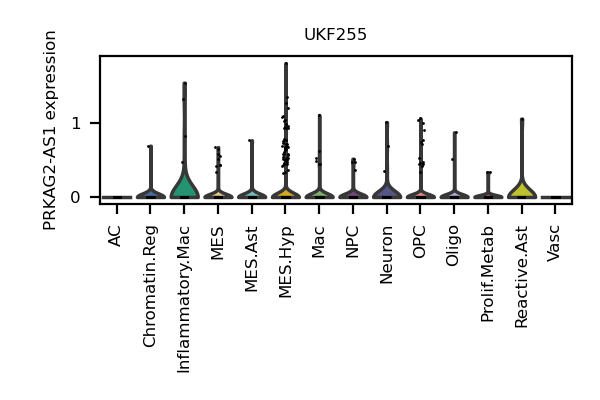 UKF255
PRKAG2-AS1 expression
1
0
AC
Chromatin.Reg
Inflammatory.Mac
MES
MES.Ast
MES.Hyp
Mac
NPC
Neuron
OPC
Oligo
Prolif.Metab
Reactive.Ast
Vasc